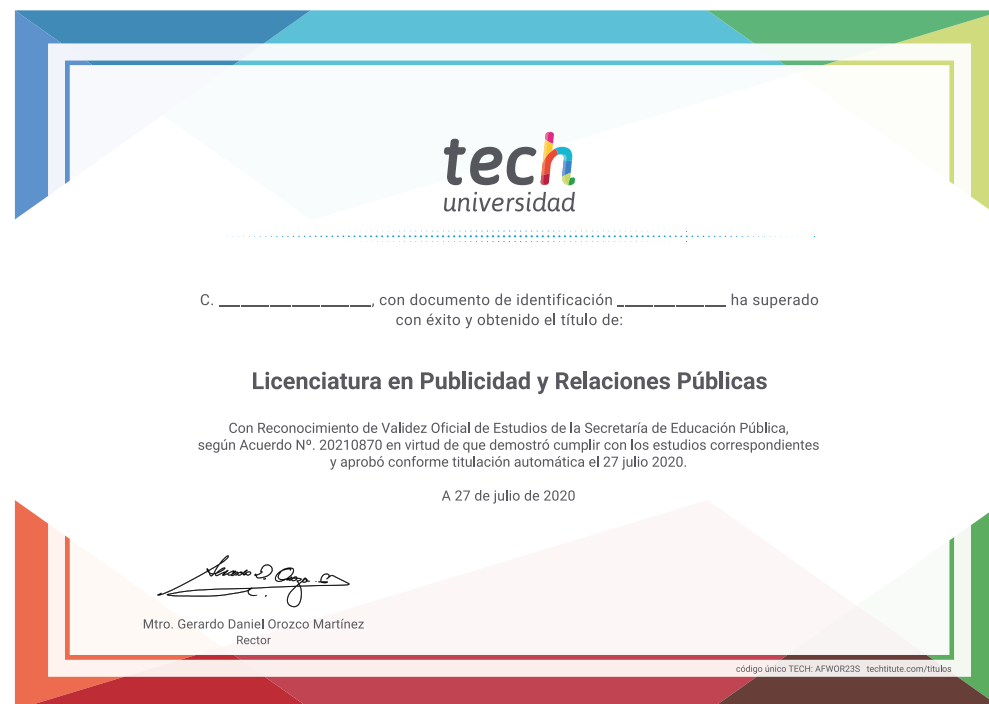 tech
universidad
C. __________________, con documento de identificación _____________ ha superado
con éxito y obtenido el título de:
Licenciatura en Publicidad y Relaciones Públicas
Con Reconocimiento de Validez Oficial de Estudios de la Secretaría de Educación Pública,
según Acuerdo Nº. 20210870 en virtud de que demostró cumplir con los estudios correspondientes
y aprobó conforme titulación automática el 27 julio 2020.
A 27 de julio de 2020
Mtro. Gerardo Daniel Orozco Martínez
Rector
código único TECH: AFWOR23S techtitute.com/titulos